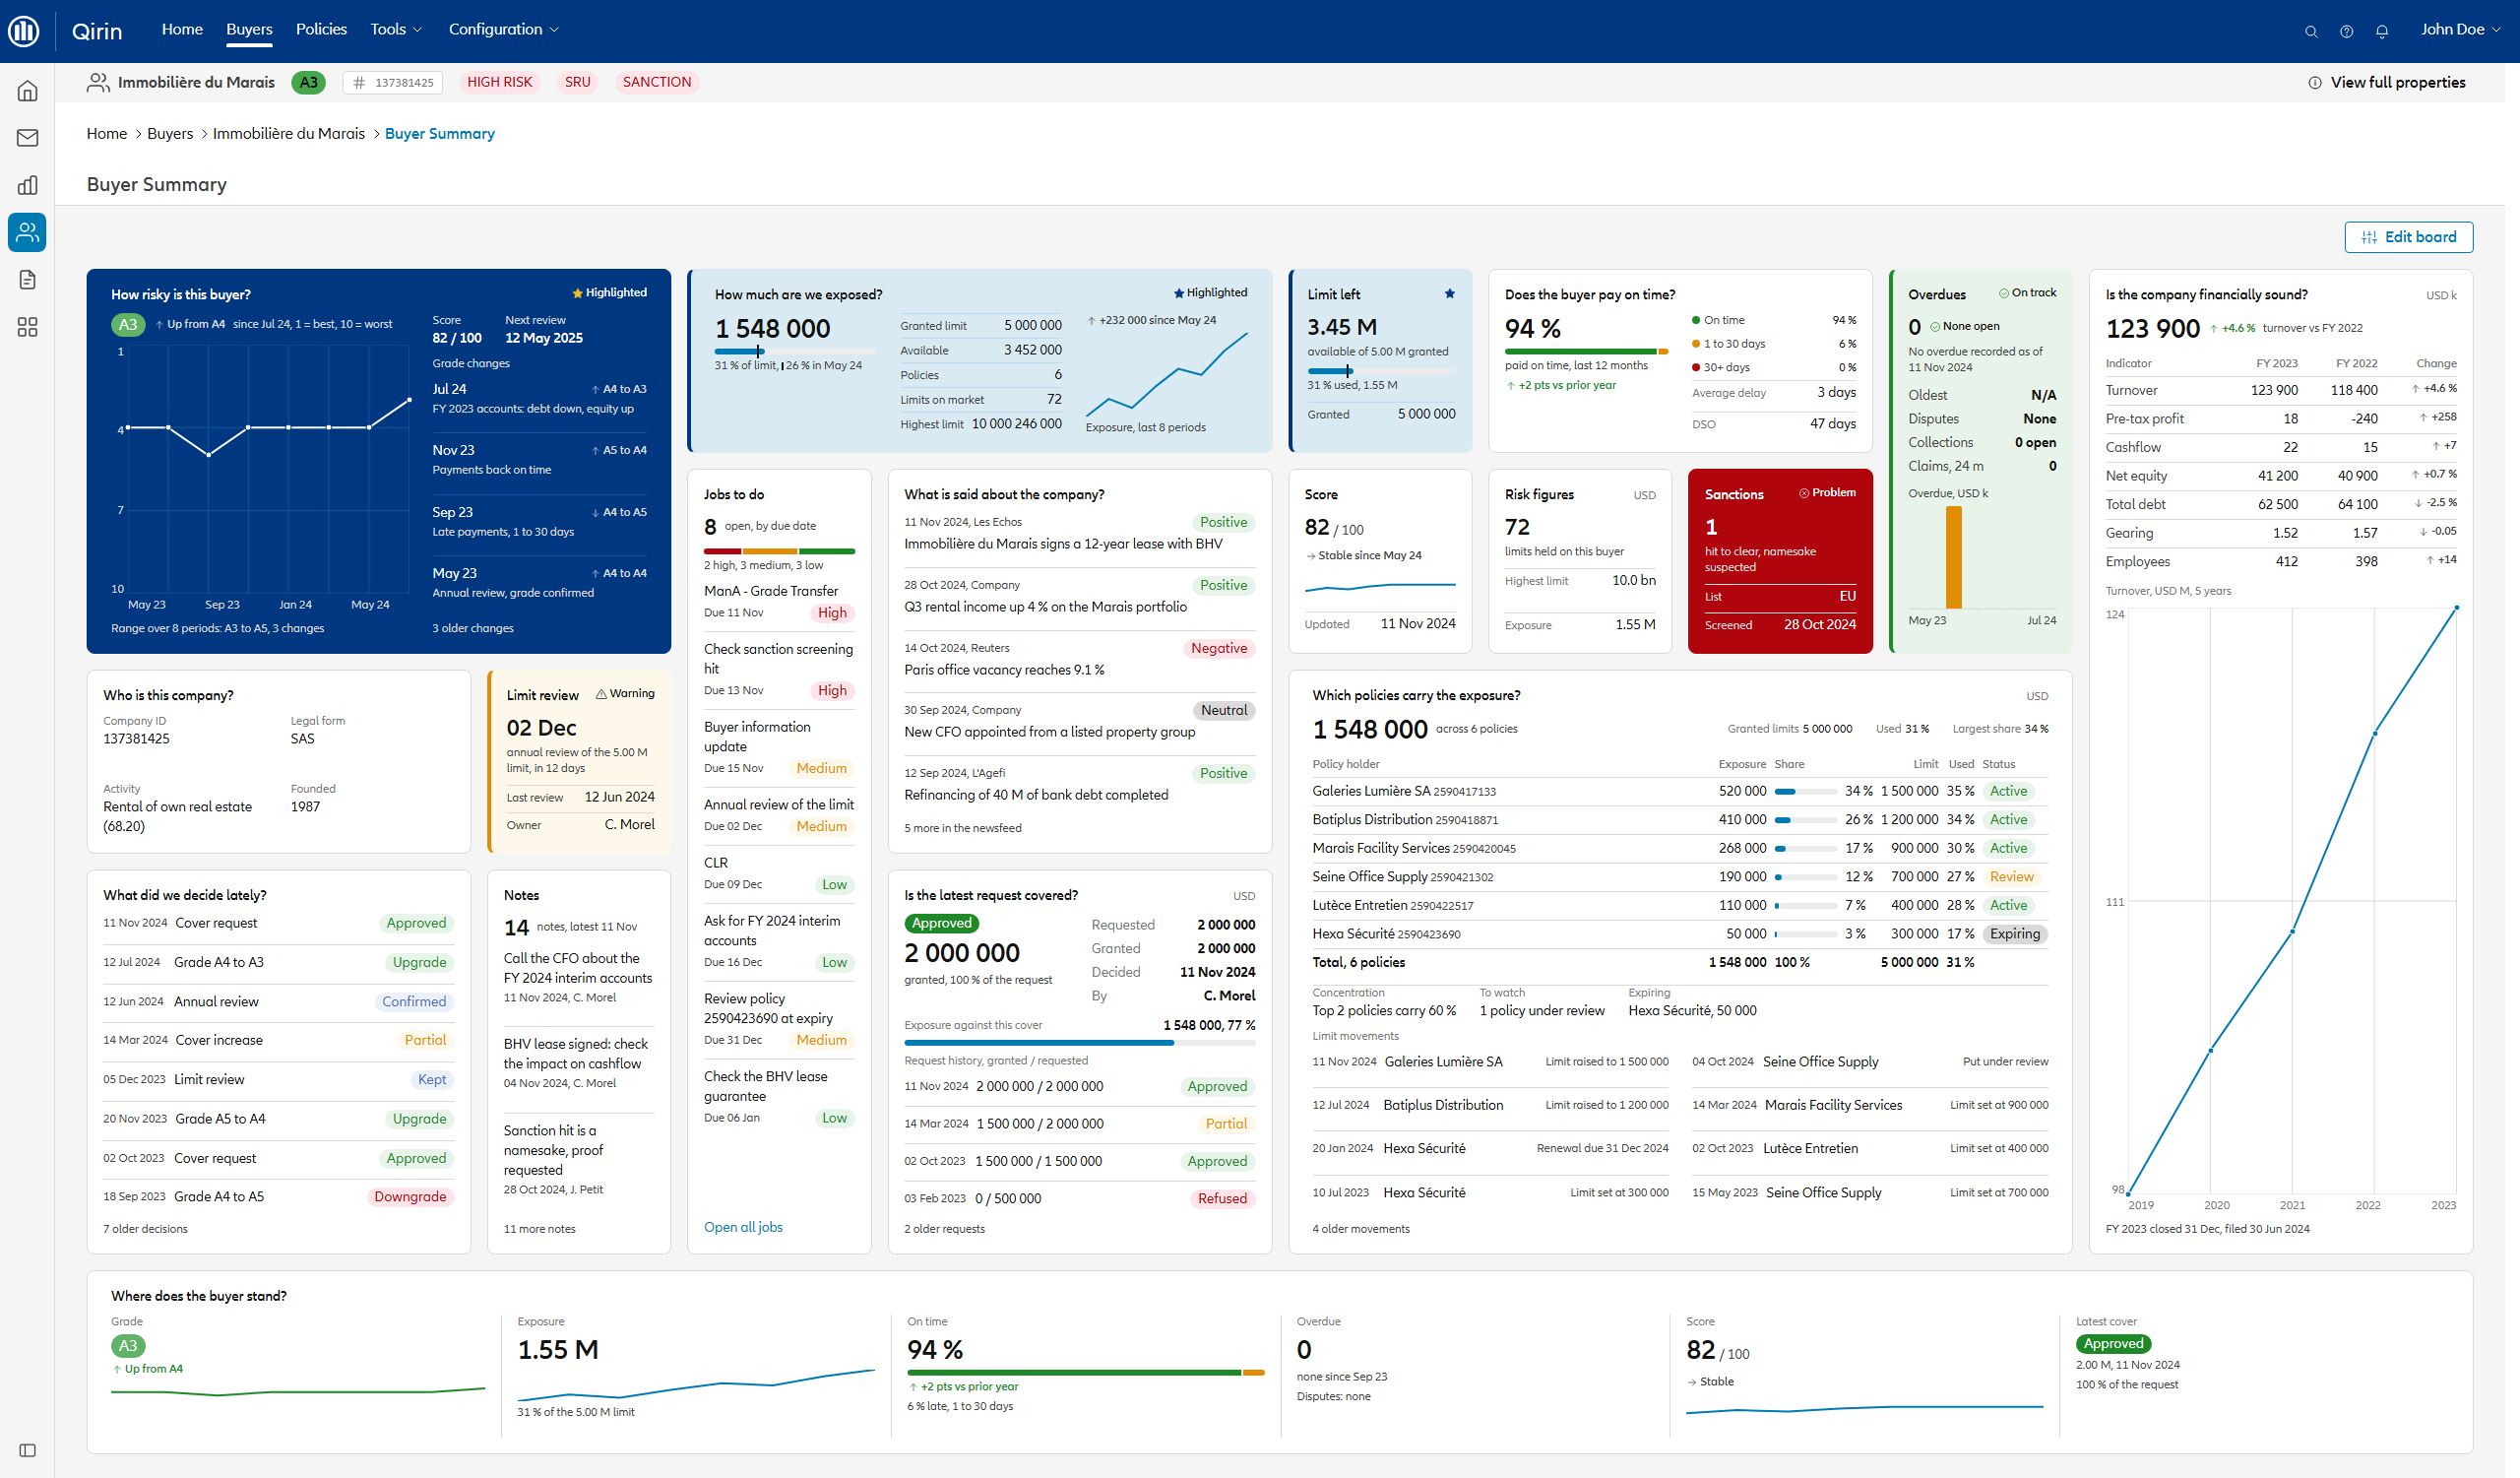 Qirin
Home
Buyers
Policies
Tools
Configuration
John Doe
Immobilière du Marais
A3
# 137381425
HIGH RISK
SRU
SANCTION
View full properties
Home > Buyers > Immobilière du Marais > Buyer Summary
Buyer Summary
Edit board
How risky is this buyer?
Highlighted
A3 ↑ Up from A4 since Jul 24, 1 = best, 10 = worst
1
4
7
10
May 23
Sep 23
Jan 24
May 24
Range over 8 periods: A3 to A5, 3 changes
Score
82 / 100
Next review
12 May 2025
Grade changes
Jul 24 ↑ A4 to A3
FY 2023 accounts: debt down, equity up
Nov 23 ↑ A5 to A4
Payments back on time
Sep 23 ↓ A4 to A5
Late payments, 1 to 30 days
May 23 ↑ A4 to A4
Annual review, grade confirmed
3 older changes
How much are we exposed?
Highlighted
1 548 000
31 % of limit, 26 % in May 24
Granted limit 5 000 000
Available 3 452 000
Policies 6
Limits on market 72
Highest limit 10 000 246 000
↑ +232 000 since May 24
Exposure, last 8 periods
Limit left
3.45 M
available of 5.00 M granted
31 % used, 1.55 M
Granted 5 000 000
Does the buyer pay on time?
94 %
paid on time, last 12 months
↑ +2 pts vs prior year
On time 94 %
1 to 30 days 6 %
30+ days 0 %
Average delay 3 days
DSO 47 days
Overdues
On track
0 None open
No overdue recorded as of
11 Nov 2024
Oldest N/A
Disputes None
Collections 0 open
Claims, 24 m 0
Overdue, USD k
May 23
Jul 24
Is the company financially sound?
USD k
123 900 ↑ +4.6 % turnover vs FY 2022
Indicator FY 2023 FY 2022 Change
Turnover 123 900 118 400 ↑ +4.6 %
Pre-tax profit 18 -240 ↑ +258
Cashflow 22 15 ↑ +7
Net equity 41 200 40 900 ↑ +0.7 %
Total debt 62 500 64 100 ↓ -2.5 %
Gearing 1.52 1.57 ↓ -0.05
Employees 412 398 ↑ +14
Turnover, USD M, 5 years
124
111
98
2019
2020
2021
2022
2023
FY 2023 closed 31 Dec, filed 30 Jun 2024
Jobs to do
8 open, by due date
2 high, 3 medium, 3 low
ManA - Grade Transfer
Due 11 Nov High
Check sanction screening
hit
Due 13 Nov High
Buyer information
update
Due 15 Nov Medium
Annual review of the limit
Due 02 Dec Medium
CLR
Due 09 Dec Low
Ask for FY 2024 interim
accounts
Due 16 Dec Low
Review policy
2590423690 at expiry
Due 31 Dec Medium
Check the BHV lease
guarantee
Due 06 Jan Low
Open all jobs
What is said about the company?
11 Nov 2024, Les Echos Positive
Immobilière du Marais signs a 12-year lease with BHV
28 Oct 2024, Company Positive
Q3 rental income up 4 % on the Marais portfolio
14 Oct 2024, Reuters Negative
Paris office vacancy reaches 9.1 %
30 Sep 2024, Company Neutral
New CFO appointed from a listed property group
12 Sep 2024, L'Agefi Positive
Refinancing of 40 M of bank debt completed
5 more in the newsfeed
Score
82 / 100
→ Stable since May 24
Updated 11 Nov 2024
Risk figures
USD
72
limits held on this buyer
Highest limit 10.0 bn
Exposure 1.55 M
Sanctions
Problem
1
hit to clear, namesake
suspected
List EU
Screened 28 Oct 2024
Who is this company?
Company ID
137381425
Legal form
SAS
Activity
Rental of own real estate
(68.20)
Founded
1987
Limit review
Warning
02 Dec
annual review of the 5.00 M
limit, in 12 days
Last review 12 Jun 2024
Owner C. Morel
Which policies carry the exposure?
USD
1 548 000 across 6 policies
Granted limits 5 000 000
Used 31 %
Largest share 34 %
Policy holder Exposure Share Limit Used Status
Galeries Lumière SA 2590417133 520 000 34 % 1 500 000 35 % Active
Batiplus Distribution 2590418871 410 000 26 % 1 200 000 34 % Active
Marais Facility Services 2590420045 268 000 17 % 900 000 30 % Active
Seine Office Supply 2590421302 190 000 12 % 700 000 27 % Review
Lutèce Entretien 2590422517 110 000 7 % 400 000 28 % Active
Hexa Sécurité 2590423690 50 000 3 % 300 000 17 % Expiring
Total, 6 policies 1 548 000 100 % 5 000 000 31 %
Concentration
Top 2 policies carry 60 %
To watch
1 policy under review
Expiring
Hexa Sécurité, 50 000
Limit movements
11 Nov 2024 Galeries Lumière SA Limit raised to 1 500 000
04 Oct 2024 Seine Office Supply Put under review
12 Jul 2024 Batiplus Distribution Limit raised to 1 200 000
14 Mar 2024 Marais Facility Services Limit set at 900 000
20 Jan 2024 Hexa Sécurité Renewal due 31 Dec 2024
02 Oct 2023 Lutèce Entretien Limit set at 400 000
10 Jul 2023 Hexa Sécurité Limit set at 300 000
15 May 2023 Seine Office Supply Limit set at 700 000
4 older movements
What did we decide lately?
11 Nov 2024 Cover request Approved
12 Jul 2024 Grade A4 to A3 Upgrade
12 Jun 2024 Annual review Confirmed
14 Mar 2024 Cover increase Partial
05 Dec 2023 Limit review Kept
20 Nov 2023 Grade A5 to A4 Upgrade
02 Oct 2023 Cover request Approved
18 Sep 2023 Grade A4 to A5 Downgrade
7 older decisions
Notes
14 notes, latest 11 Nov
Call the CFO about the
FY 2024 interim accounts
11 Nov 2024, C. Morel
BHV lease signed: check
the impact on cashflow
04 Nov 2024, C. Morel
Sanction hit is a
namesake, proof
requested
28 Oct 2024, J. Petit
11 more notes
Is the latest request covered?
USD
Approved
2 000 000
granted, 100 % of the request
Requested 2 000 000
Granted 2 000 000
Decided 11 Nov 2024
By C. Morel
Exposure against this cover 1 548 000, 77 %
Request history, granted / requested
11 Nov 2024 2 000 000 / 2 000 000 Approved
14 Mar 2024 1 500 000 / 2 000 000 Partial
02 Oct 2023 1 500 000 / 1 500 000 Approved
03 Feb 2023 0 / 500 000 Refused
2 older requests
Where does the buyer stand?
Grade
A3
↑ Up from A4
Exposure
1.55 M
31 % of the 5.00 M limit
On time
94 %
↑ +2 pts vs prior year
6 % late, 1 to 30 days
Overdue
0
none since Sep 23
Disputes: none
Score
82 / 100
→ Stable
Latest cover
Approved
2.00 M, 11 Nov 2024
100 % of the request